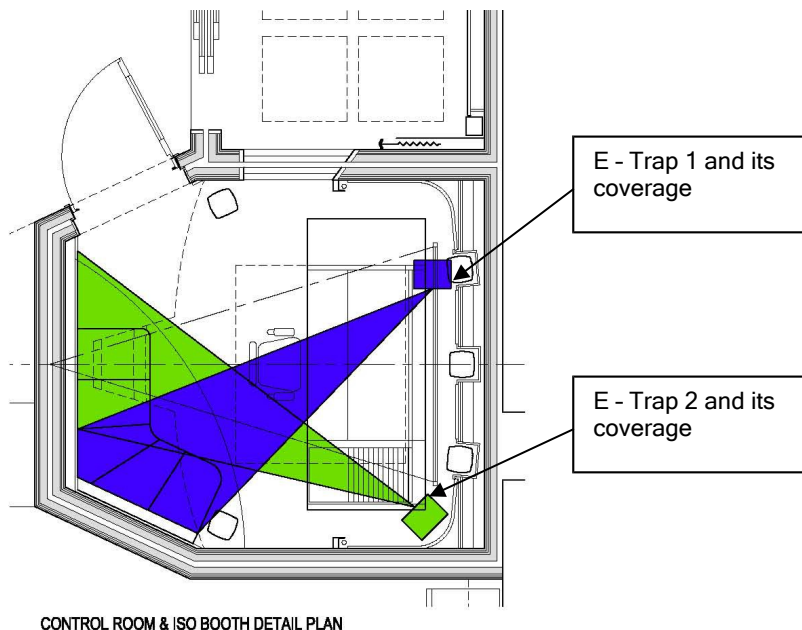 E - Trap 1 and its
coverage
E - Trap 2 and its
coverage
CONTROL ROOM & ISO BOOTH DETAIL PLAN